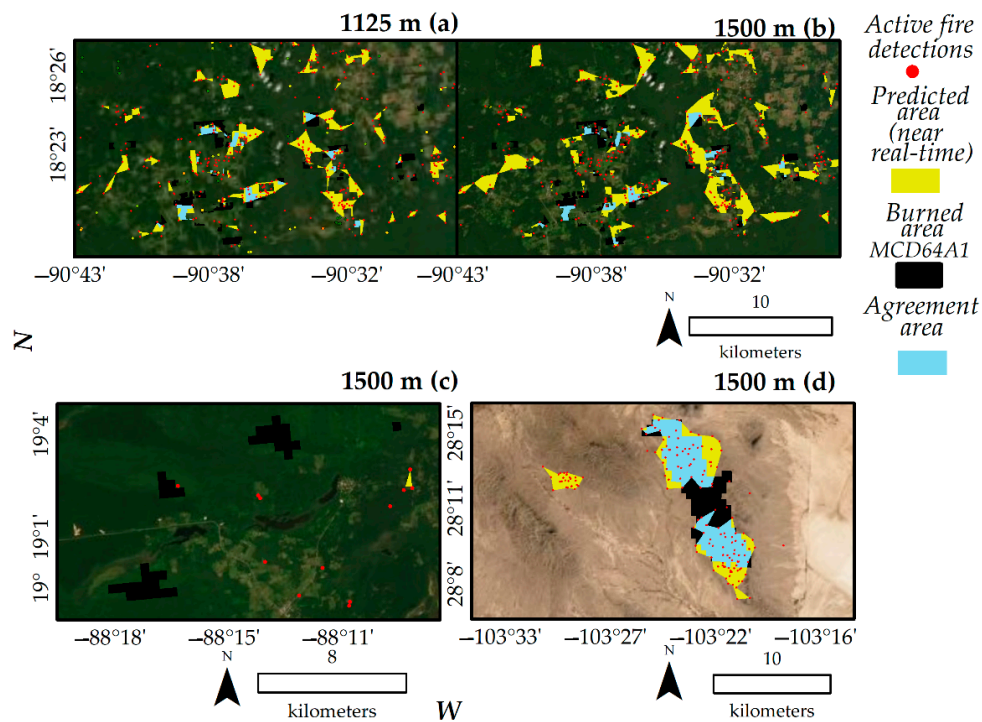 1125 m (a)
1500 m (b)
18°26'
18°23'
–90°43'
–90°38'
–90°32'
–90°43'
–90°38'
–90°32'
N
10
kilometers
Active fire
detections
Predicted
area
(near
real-time)
Burned
area
MCD64A1
Agreement
area
N
1500 m (c)
1500 m (d)
19°4'
19°1'
19°
28°15'
28°11'
28°8'
–88°18'
–88°15'
–88°11'
–103°33'
–103°27'
–103°22'
–103°16'
N
8
kilometers
W
N
10
kilometers